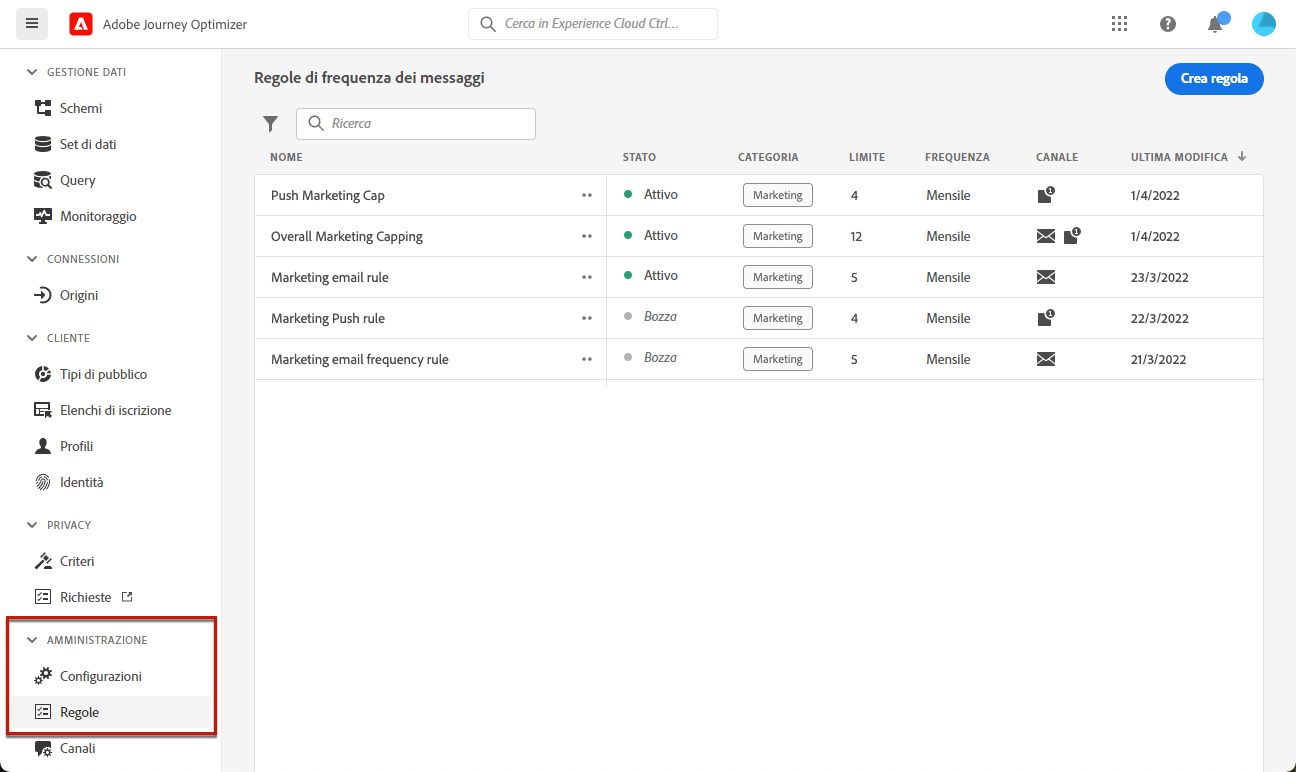 Adobe Journey Optimizer
Cerca in Experience Cloud Ctrl...
GESTIONE DATI
Schemi
Set di dati
Query
Monitoraggio
CONNESSIONI
Origini
CLIENTE
Tipi di pubblico
Elenchi di iscrizione
Profili
Identità
PRIVACY
Criteri
Richieste
AMMINISTRAZIONE
Configurazioni
Regole
Canali
Regole di frequenza dei messaggi
Crea regola
Ricerca
NOME STATO CATEGORIA LIMITE FREQUENZA CANALE ULTIMA MODIFICA
Push Marketing Cap Attivo Marketing 4 Mensile 1 1/4/2022
Overall Marketing Capping Attivo Marketing 12 Mensile 1 1/4/2022
Marketing email rule Attivo Marketing 5 Mensile 23/3/2022
Marketing Push rule Bozza Marketing 4 Mensile 1 22/3/2022
Marketing email frequency rule Bozza Marketing 5 Mensile 21/3/2022